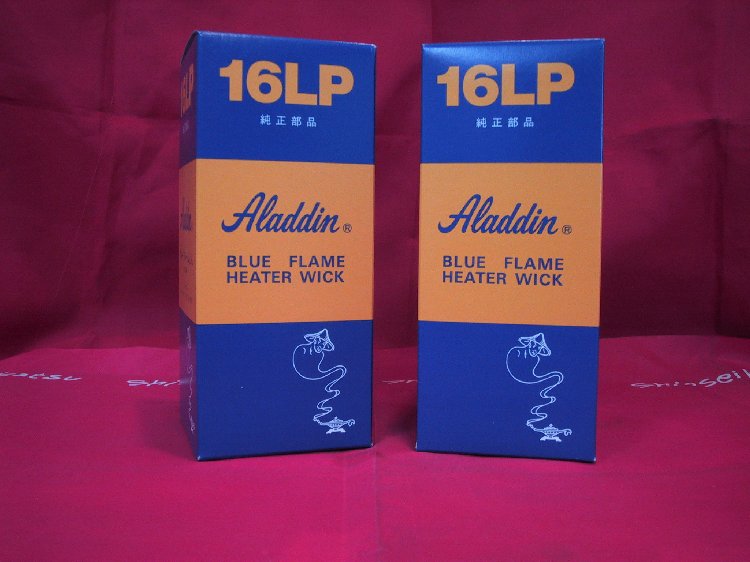 16LP
純正部品
Aladdin®
BLUE FLAME
HEATER WICK
16LP
純正部品
Aladdin®
BLUE FLAME
HEATER WICK
Aladdin